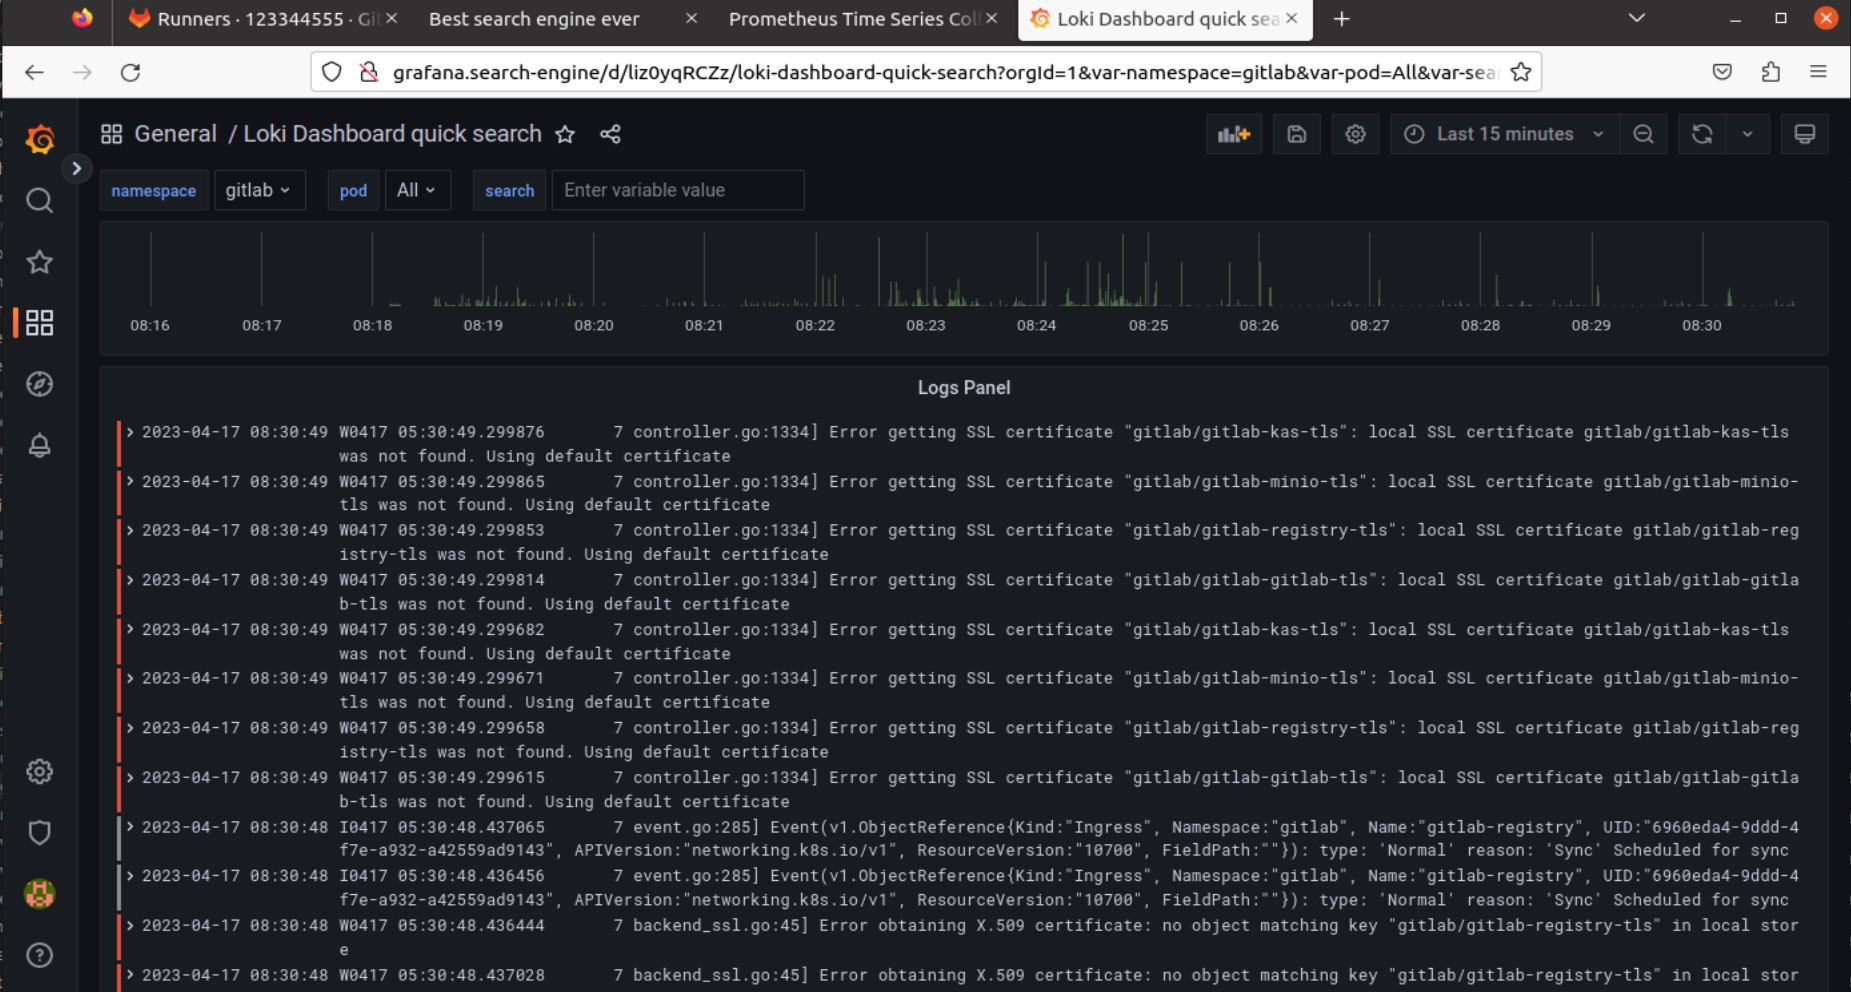 Runners · 123344555 · Gi
Best search engine ever
Prometheus Time Series Col
Loki Dashboard quick sea
grafana.search-engine/d/liz0yqRCZz/loki-dashboard-quick-search?orgId=1&var-namespace=gitlab&var-pod=All&var-sea
General / Loki Dashboard quick search
Last 15 minutes
namespace gitlab pod All search Enter variable value
08:16 08:17 08:18 08:19 08:20 08:21 08:22 08:23 08:24 08:25 08:26 08:27 08:28 08:29 08:30
Logs Panel
> 2023-04-17 08:30:49 W0417 05:30:49.299876 7 controller.go:1334] Error getting SSL certificate "gitlab/gitlab-kas-tls": local SSL certificate gitlab/gitlab-kas-tls
was not found. Using default certificate
> 2023-04-17 08:30:49 W0417 05:30:49.299865 7 controller.go:1334] Error getting SSL certificate "gitlab/gitlab-minio-tls": local SSL certificate gitlab/gitlab-minio-
tls was not found. Using default certificate
> 2023-04-17 08:30:49 W0417 05:30:49.299853 7 controller.go:1334] Error getting SSL certificate "gitlab/gitlab-registry-tls": local SSL certificate gitlab/gitlab-reg
istry-tls was not found. Using default certificate
> 2023-04-17 08:30:49 W0417 05:30:49.299814 7 controller.go:1334] Error getting SSL certificate "gitlab/gitlab-gitlab-tls": local SSL certificate gitlab/gitlab-gitla
b-tls was not found. Using default certificate
> 2023-04-17 08:30:49 W0417 05:30:49.299682 7 controller.go:1334] Error getting SSL certificate "gitlab/gitlab-kas-tls": local SSL certificate gitlab/gitlab-kas-tls
was not found. Using default certificate
> 2023-04-17 08:30:49 W0417 05:30:49.299671 7 controller.go:1334] Error getting SSL certificate "gitlab/gitlab-minio-tls": local SSL certificate gitlab/gitlab-minio-
tls was not found. Using default certificate
> 2023-04-17 08:30:49 W0417 05:30:49.299658 7 controller.go:1334] Error getting SSL certificate "gitlab/gitlab-registry-tls": local SSL certificate gitlab/gitlab-reg
istry-tls was not found. Using default certificate
> 2023-04-17 08:30:49 W0417 05:30:49.299615 7 controller.go:1334] Error getting SSL certificate "gitlab/gitlab-gitlab-tls": local SSL certificate gitlab/gitlab-gitla
b-tls was not found. Using default certificate
> 2023-04-17 08:30:48 I0417 05:30:48.437065 7 event.go:285] Event(v1.ObjectReference{Kind:"Ingress", Namespace:"gitlab", Name:"gitlab-registry", UID:"6960eda4-9ddd-4
f7e-a932-a42559ad9143", APIVersion:"networking.k8s.io/v1", ResourceVersion:"10700", FieldPath:""}): type: 'Normal' reason: 'Sync' Scheduled for sync
> 2023-04-17 08:30:48 I0417 05:30:48.436456 7 event.go:285] Event(v1.ObjectReference{Kind:"Ingress", Namespace:"gitlab", Name:"gitlab-registry", UID:"6960eda4-9ddd-4
f7e-a932-a42559ad9143", APIVersion:"networking.k8s.io/v1", ResourceVersion:"10700", FieldPath:""}): type: 'Normal' reason: 'Sync' Scheduled for sync
> 2023-04-17 08:30:48 W0417 05:30:48.436444 7 backend_ssl.go:45] Error obtaining X.509 certificate: no object matching key "gitlab/gitlab-registry-tls" in local stor
e
> 2023-04-17 08:30:48 W0417 05:30:48.437028 7 backend_ssl.go:45] Error obtaining X.509 certificate: no object matching key "gitlab/gitlab-registry-tls" in local stor